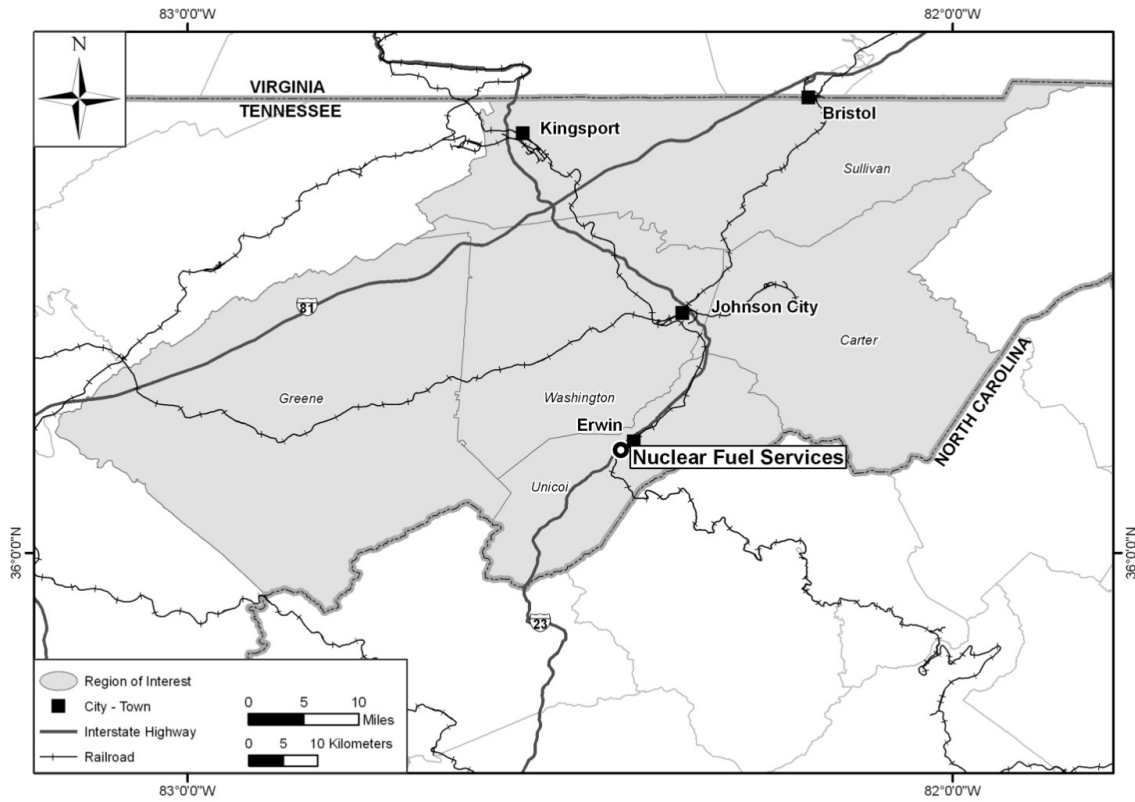 83°0'0"W
82°0'0"W
N
VIRGINIA
TENNESSEE
Bristol
Kingsport
Sullivan
81
Johnson City
Carter
NORTH CAROLINA
Greene
Washington
Erwin
Nuclear Fuel Services
Unicoi
36°0'0"N
36°0'0"N
23
Region of Interest
City - Town
Interstate Highway
Railroad
0 5 10
Miles
0 5 10 Kilometers
83°0'0"W
82°0'0"W